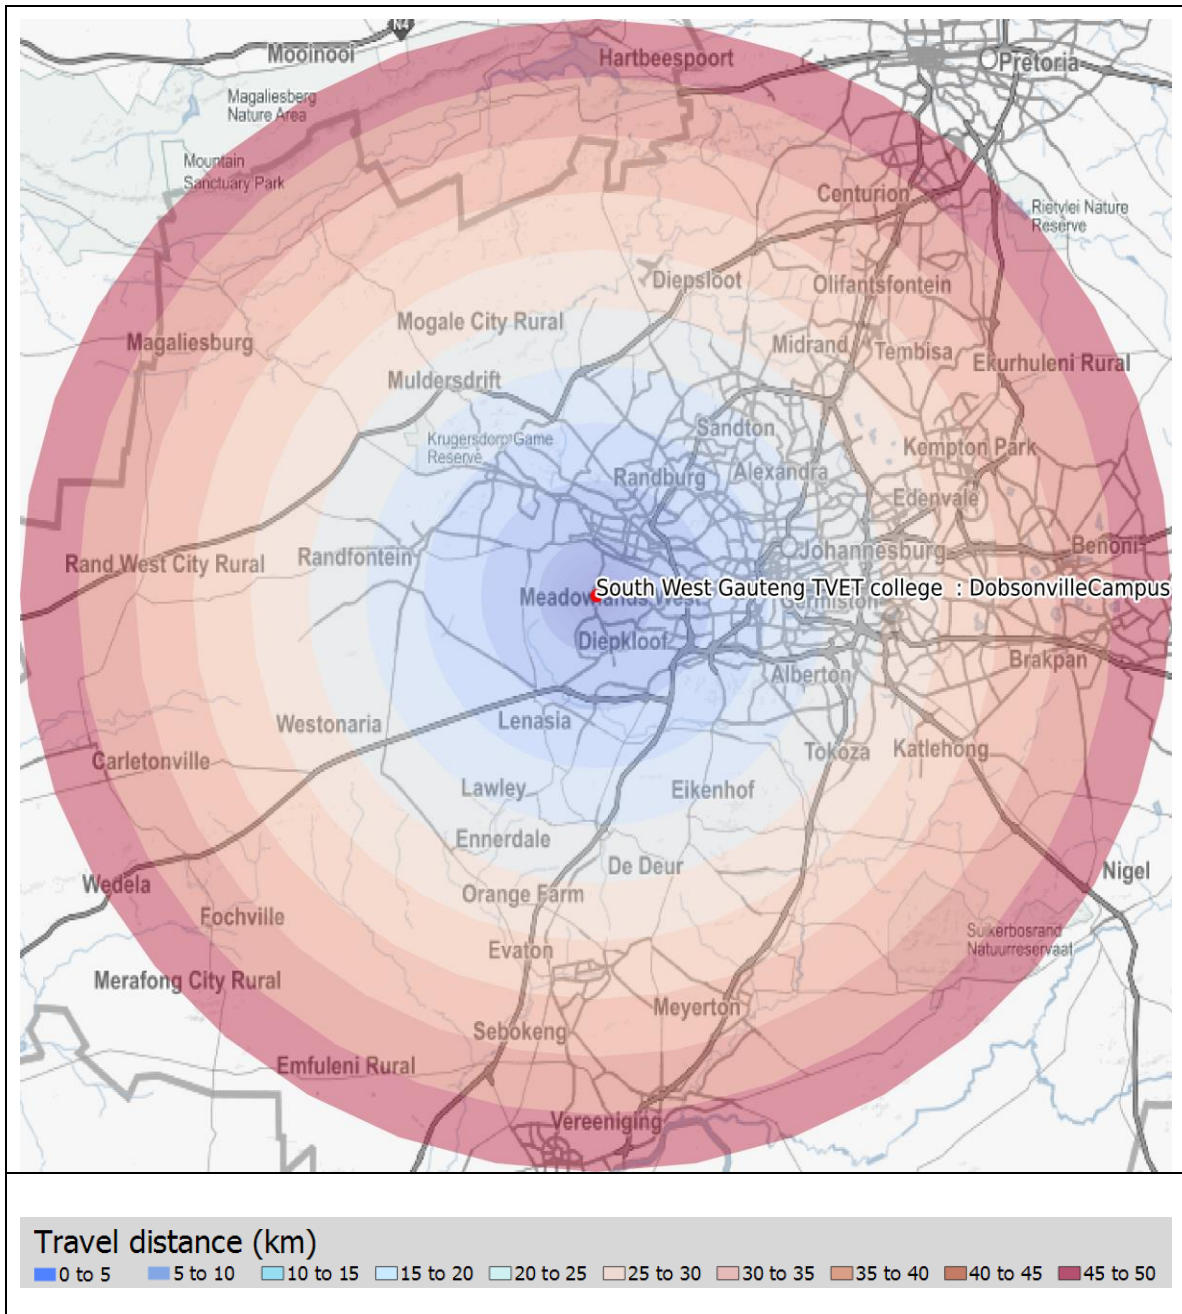 N4
Mooinooi
Hartbeespoort
Pretoria
Magaliesberg
Nature Area
Mountain
Sanctuary Park
Centurion
Rietvlei Nature
Reserve
Diepsloot
Olifantsfontein
Mogale City Rural
Magaliesburg
Midrand
Tembisa
Ekurhuleni Rural
Muldersdrift
Sandton
Krugersdorp Game
Reserve
Kempton Park
Randburg
Alexandra
Edenvale
Randfontein
Johannesburg
Benoni
Rand West City Rural
South West Gauteng TVET college : DobsonvilleCampus
Meadowlands West
Germiston
Diepkloof
Brakpan
Alberton
Westonaria
Lenasia
Tokoza
Katlehong
Carletonville
Lawley
Eikenhof
Ennerdale
De Deur
Nigel
Wedela
Orange Farm
Fochville
Suikerbosrand
Natuurreservaat
Evaton
Merafong City Rural
Meyerton
Sebokeng
Emfuleni Rural
Vereeniging
Travel distance (km)
0 to 5 5 to 10 10 to 15 15 to 20 20 to 25 25 to 30 30 to 35 35 to 40 40 to 45 45 to 50